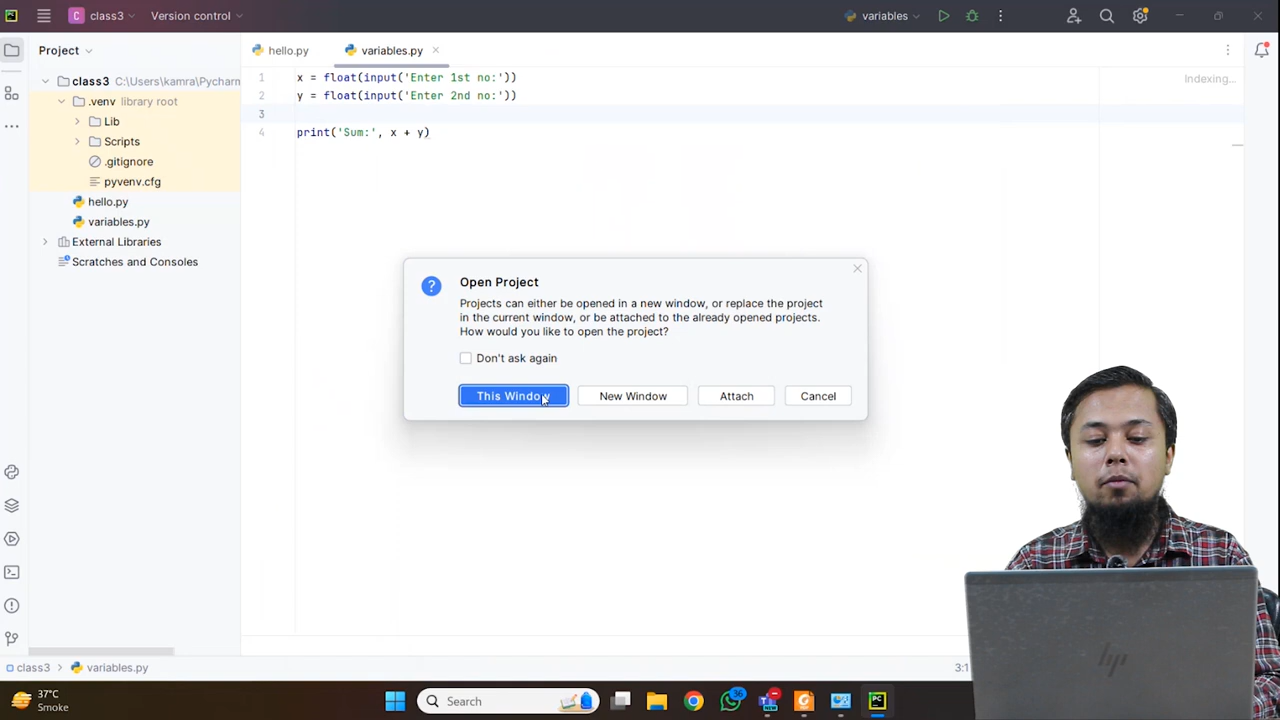 C class3 Version control variables
Project hello.py variables.py
class3 C:\Users\kamra\Pycharm
.venv library root
Lib
Scripts
.gitignore
pyvenv.cfg
hello.py
variables.py
External Libraries
Scratches and Consoles
1 x = float(input('Enter 1st no:')) Indexing...
2 y = float(input('Enter 2nd no:'))
3
4 print('Sum:', x + y)
Open Project
Projects can either be opened in a new window, or replace the project
in the current window, or be attached to the already opened projects.
How would you like to open the project?
Don't ask again
This Window New Window Attach Cancel
class3 > variables.py 3:1
hp
37°C
Smoke
Search
36